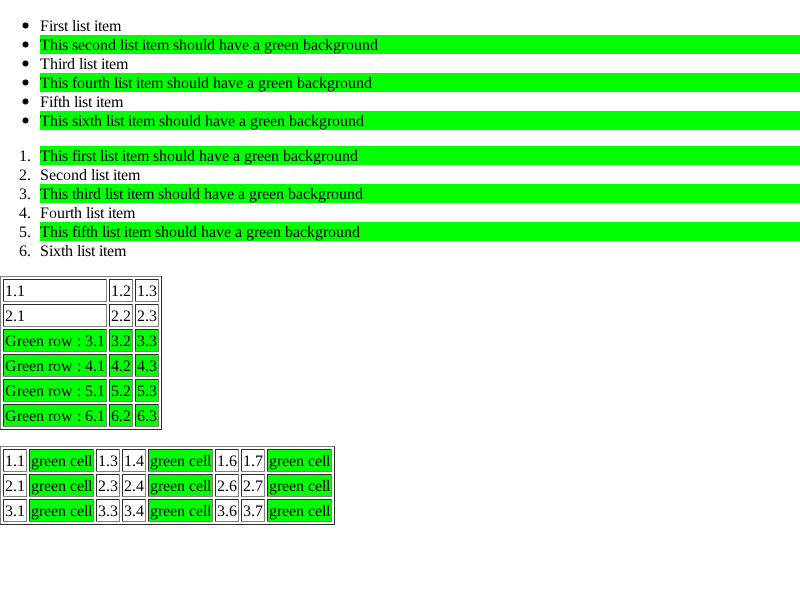 First list item
This second list item should have a green background
Third list item
This fourth list item should have a green background
Fifth list item
This sixth list item should have a green background
1. This first list item should have a green background
2. Second list item
3. This third list item should have a green background
4. Fourth list item
5. This fifth list item should have a green background
6. Sixth list item
1.1 1.2 1.3
2.1 2.2 2.3
Green row : 3.1 3.2 3.3
Green row : 4.1 4.2 4.3
Green row : 5.1 5.2 5.3
Green row : 6.1 6.2 6.3
1.1 green cell 1.3 1.4 green cell 1.6 1.7 green cell
2.1 green cell 2.3 2.4 green cell 2.6 2.7 green cell
3.1 green cell 3.3 3.4 green cell 3.6 3.7 green cell